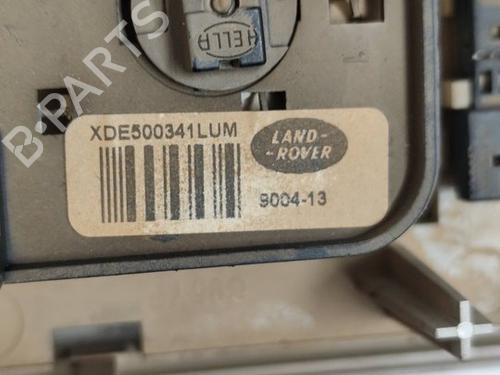 HELLA
XDE500341LUM
LAND-
-ROVER
9004-13
B-PARTS